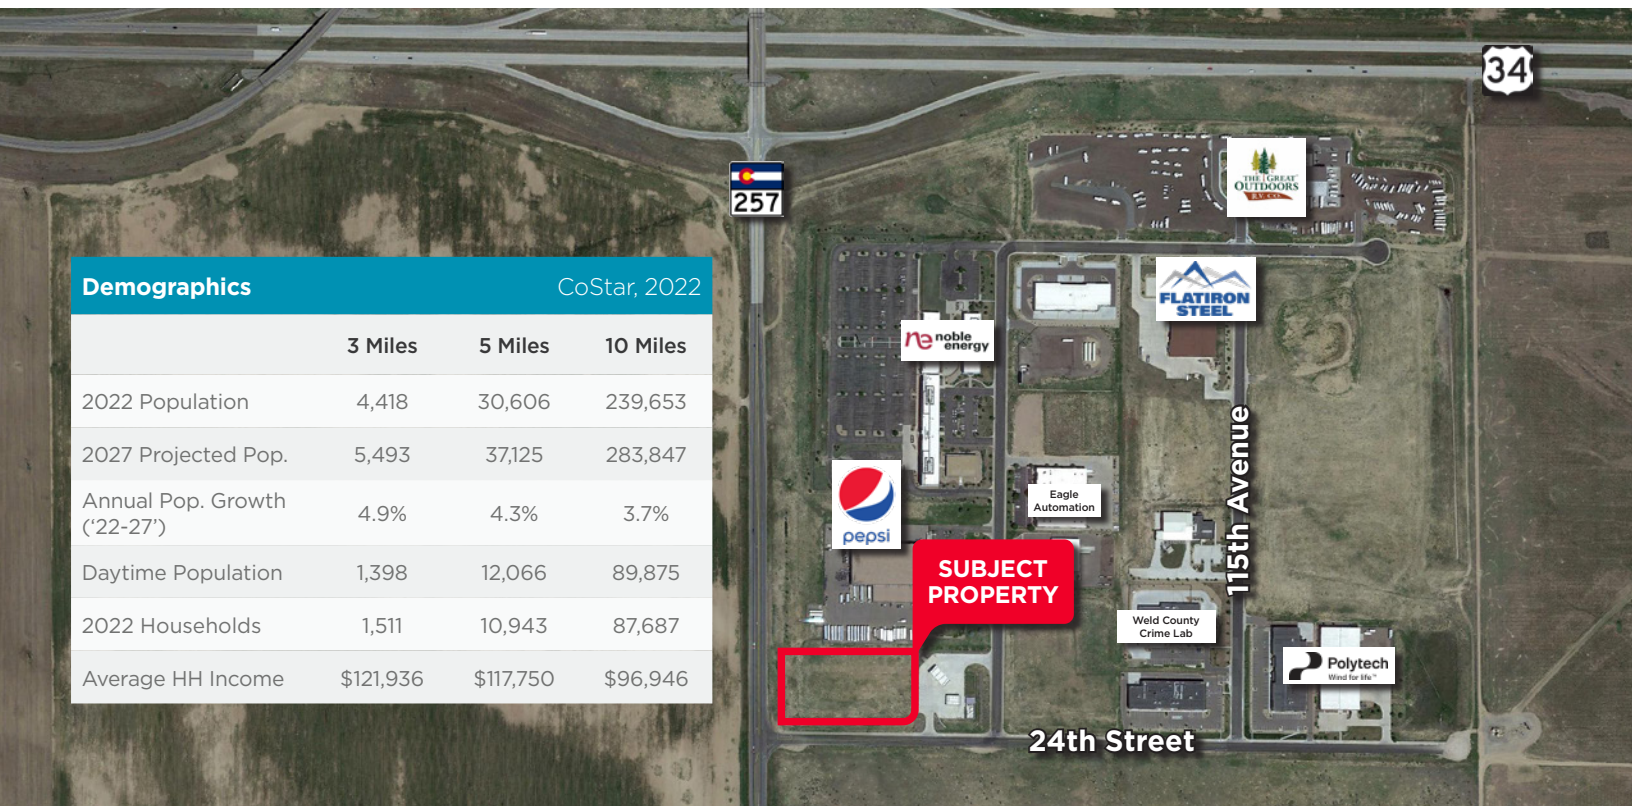 34
257
THE GREAT
OUTDOORS
R.V. CO.
Demographics CoStar, 2022
3 Miles 5 Miles 10 Miles
2022 Population 4,418 30,606 239,653
2027 Projected Pop. 5,493 37,125 283,847
Annual Pop. Growth
(‘22-27’) 4.9% 4.3% 3.7%
Daytime Population 1,398 12,066 89,875
2022 Households 1,511 10,943 87,687
Average HH Income $121,936 $117,750 $96,946
FLATIRON
STEEL
ne noble
energy
pepsi
Eagle
Automation
115th Avenue
SUBJECT
PROPERTY
Weld County
Crime Lab
Polytech
Wind for life™
24th Street